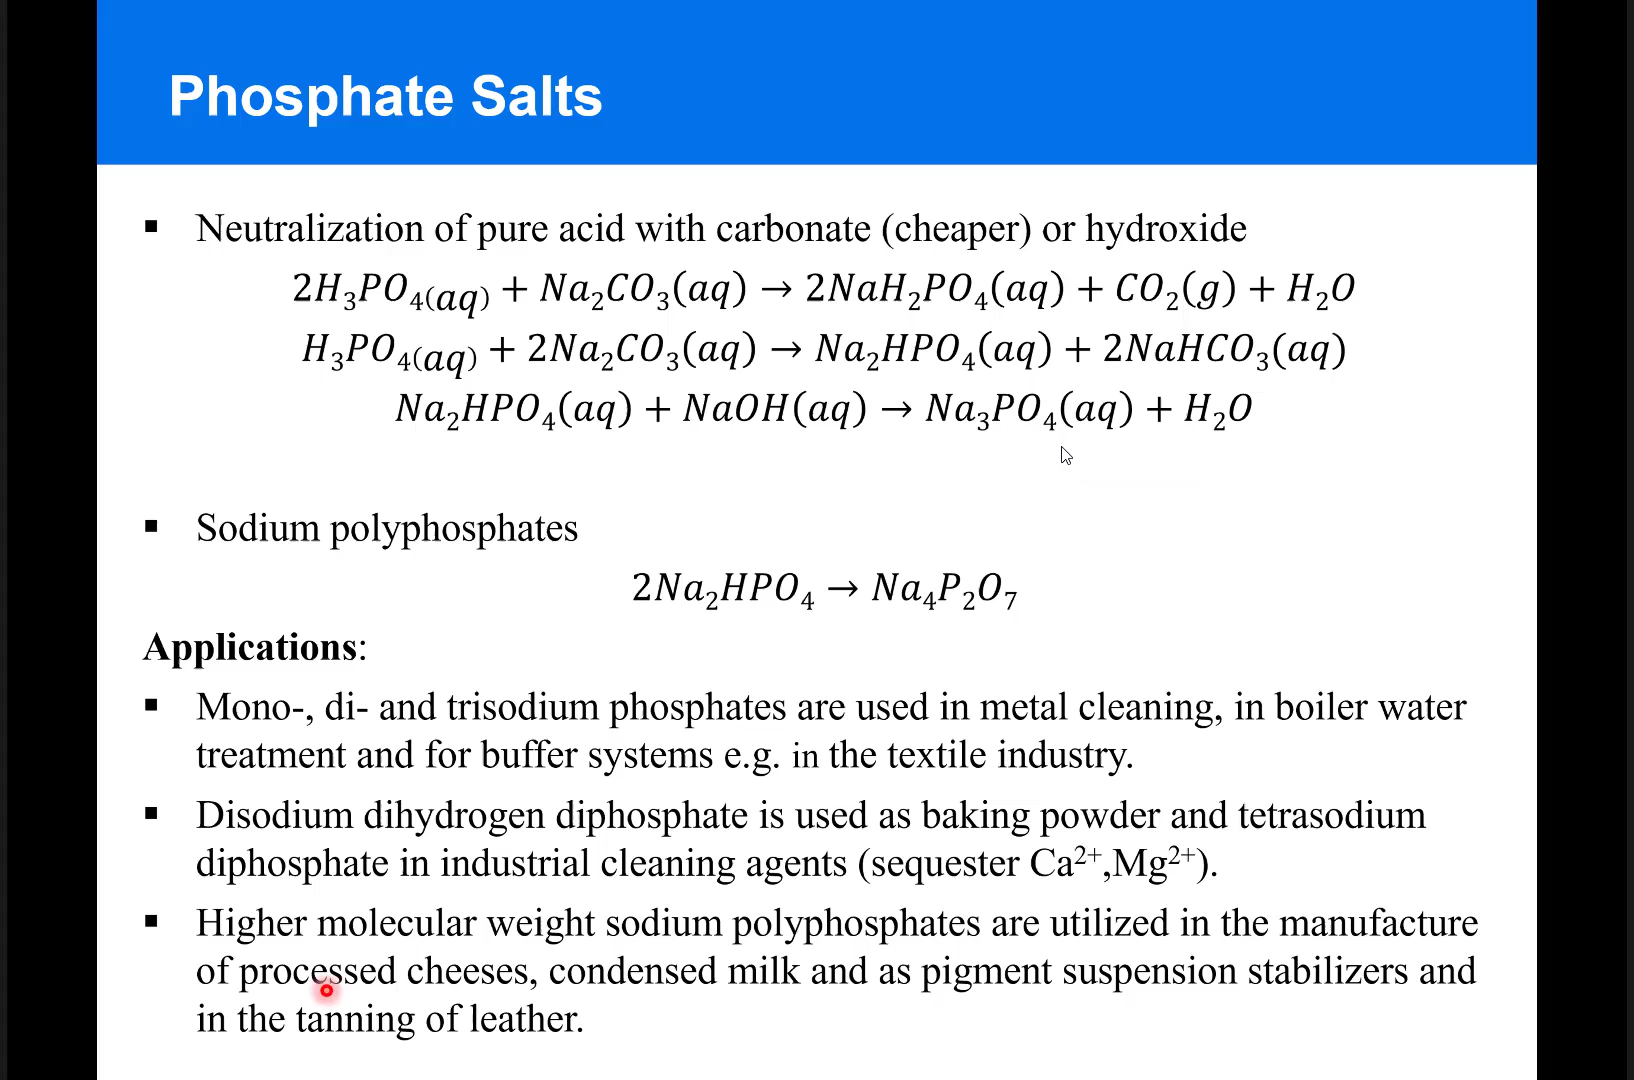 Phosphate Salts
▪ Neutralization of pure acid with carbonate (cheaper) or hydroxide
2H₃PO₄₍aq₎ + Na₂CO₃(aq) → 2NaH₂PO₄(aq) + CO₂(g) + H₂O
H₃PO₄₍aq₎ + 2Na₂CO₃(aq) → Na₂HPO₄(aq) + 2NaHCO₃(aq)
Na₂HPO₄(aq) + NaOH(aq) → Na₃PO₄(aq) + H₂O
▪ Sodium polyphosphates
2Na₂HPO₄ → Na₄P₂O₇
Applications:
▪ Mono-, di- and trisodium phosphates are used in metal cleaning, in boiler water
treatment and for buffer systems e.g. in the textile industry.
▪ Disodium dihydrogen diphosphate is used as baking powder and tetrasodium
diphosphate in industrial cleaning agents (sequester Ca²⁺,Mg²⁺).
▪ Higher molecular weight sodium polyphosphates are utilized in the manufacture
of processed cheeses, condensed milk and as pigment suspension stabilizers and
in the tanning of leather.